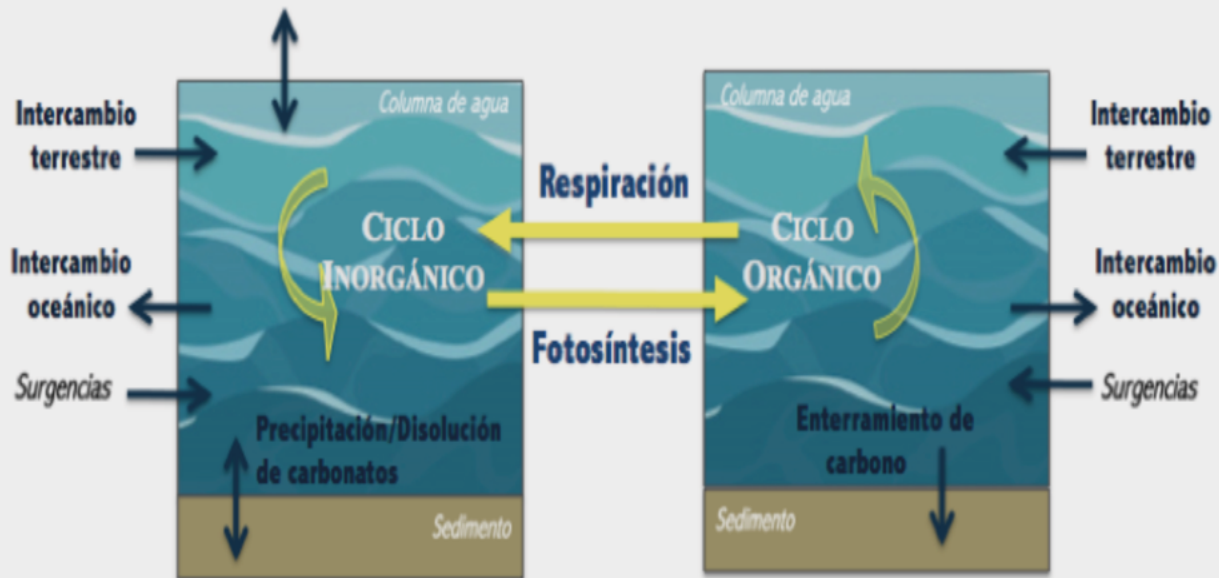 Columna de agua
Intercambio
terrestre
CICLO
INORGÁNICO
Intercambio
oceánico
Surgencias
Precipitación/Disolución
de carbonatos
Sedimento
Respiración
Fotosíntesis
Columna de agua
Intercambio
terrestre
CICLO
ORGÁNICO
Intercambio
oceánico
Surgencias
Enterramiento de
carbono
Sedimento